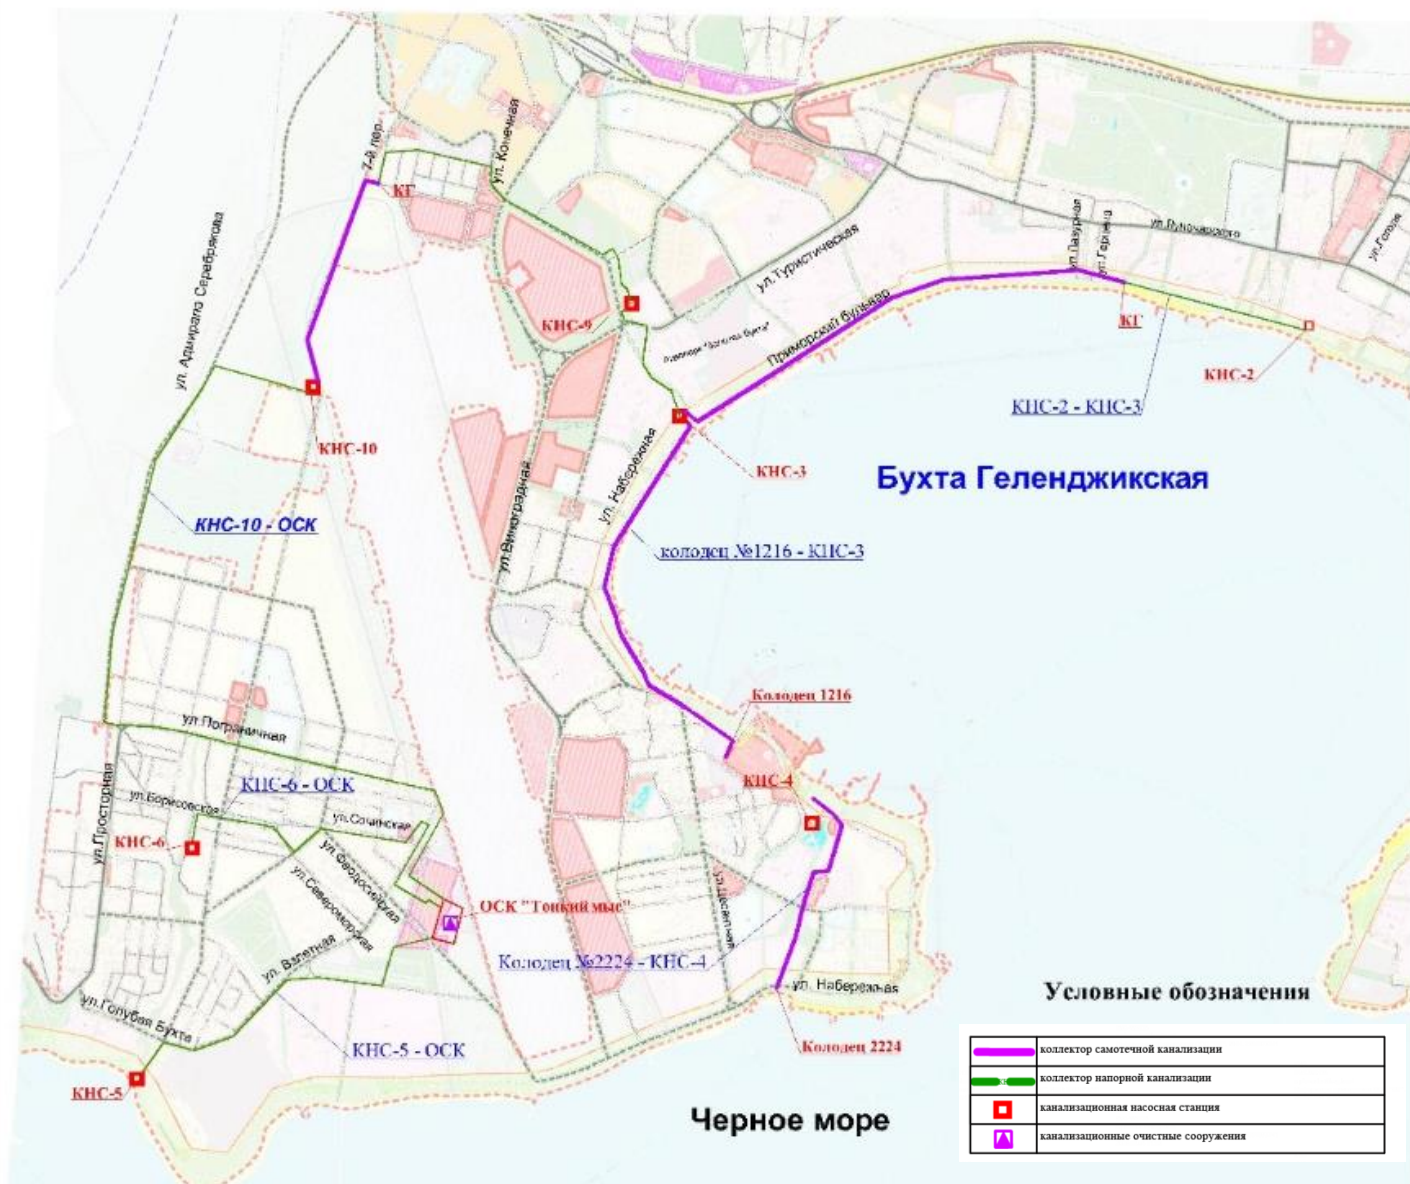 ул. Конечная
7-й пер.
КГ
ул. Адмирала Серебрякова
ул.Туристическая
ул.Лазурная
ул.Герцена
ул.Луначарского
ул.Гоголя
КНС-9
Приморский бульвар
КГ
КНС-2
КНС-2 - КНС-3
КНС-10
ул. Набережная
КНС-3
Бухта Геленджикская
КНС-10 - ОСК
ул.Виноградная
колодец №1216 - КНС-3
Колодец 1216
ул.Пограничная
КНС-4
КНС-6 - ОСК
ул.Просторная
ул.Борисовская
ул.Сочинская
КНС-6
ул.Феодосийская
ул.Североморская
ул.Десантная
ОСК "Тонкий мыс"
ул. Взлетная
Колодец №2224 - КНС-4
ул. Набережная
Условные обозначения
ул.Голубая Бухта
КНС-5 - ОСК
Колодец 2224
КНС-5
Черное море
коллектор самотечной канализации
коллектор напорной канализации
канализационная насосная станция
канализационные очистные сооружения